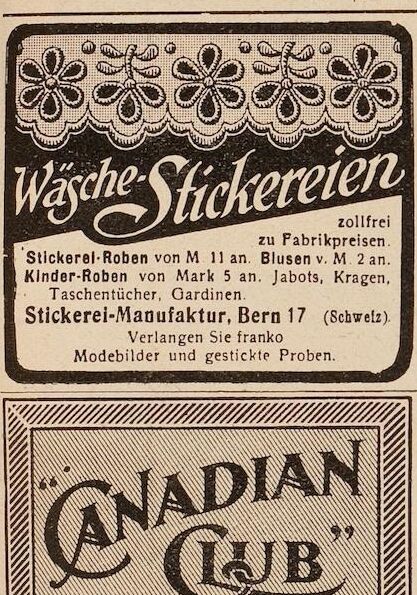 Wäsche-Stickereien
zollfrei
zu Fabrikpreisen.
Stickerei-Roben von M 11 an. Blusen v. M. 2 an.
Kinder-Roben von Mark 5 an. Jabots, Kragen,
Taschentücher, Gardinen.
Stickerei-Manufaktur, Bern 17 (Schweiz).
Verlangen Sie franko
Modebilder und gestickte Proben.
"CANADIAN
CLUB"